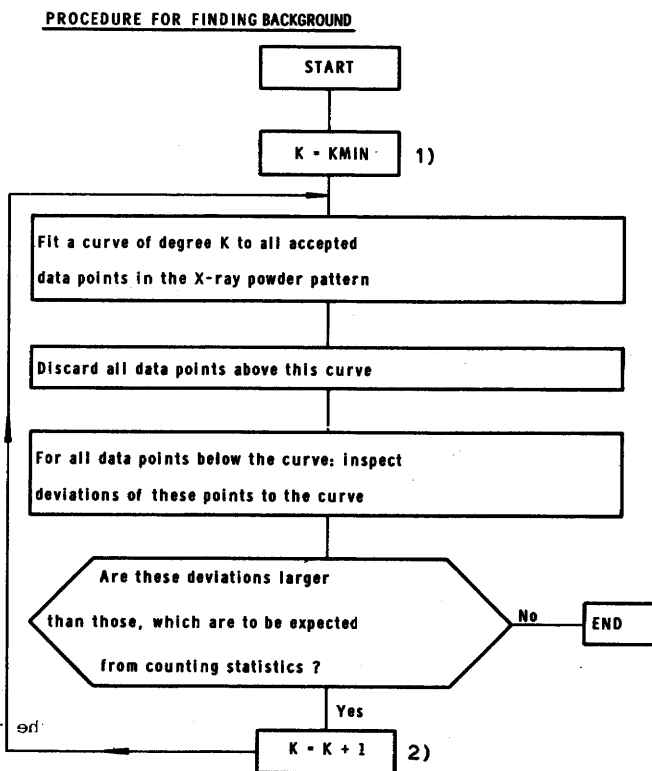 PROCEDURE FOR FINDING BACKGROUND
START
K = KMIN 1)
Fit a curve of degree K to all accepted
data points in the X-ray powder pattern
Discard all data points above this curve
For all data points below the curve: inspect
deviations of these points to the curve
Are these deviations larger
than those, which are to be expected
from counting statistics ?
No
END
Yes
K = K + 1 2)